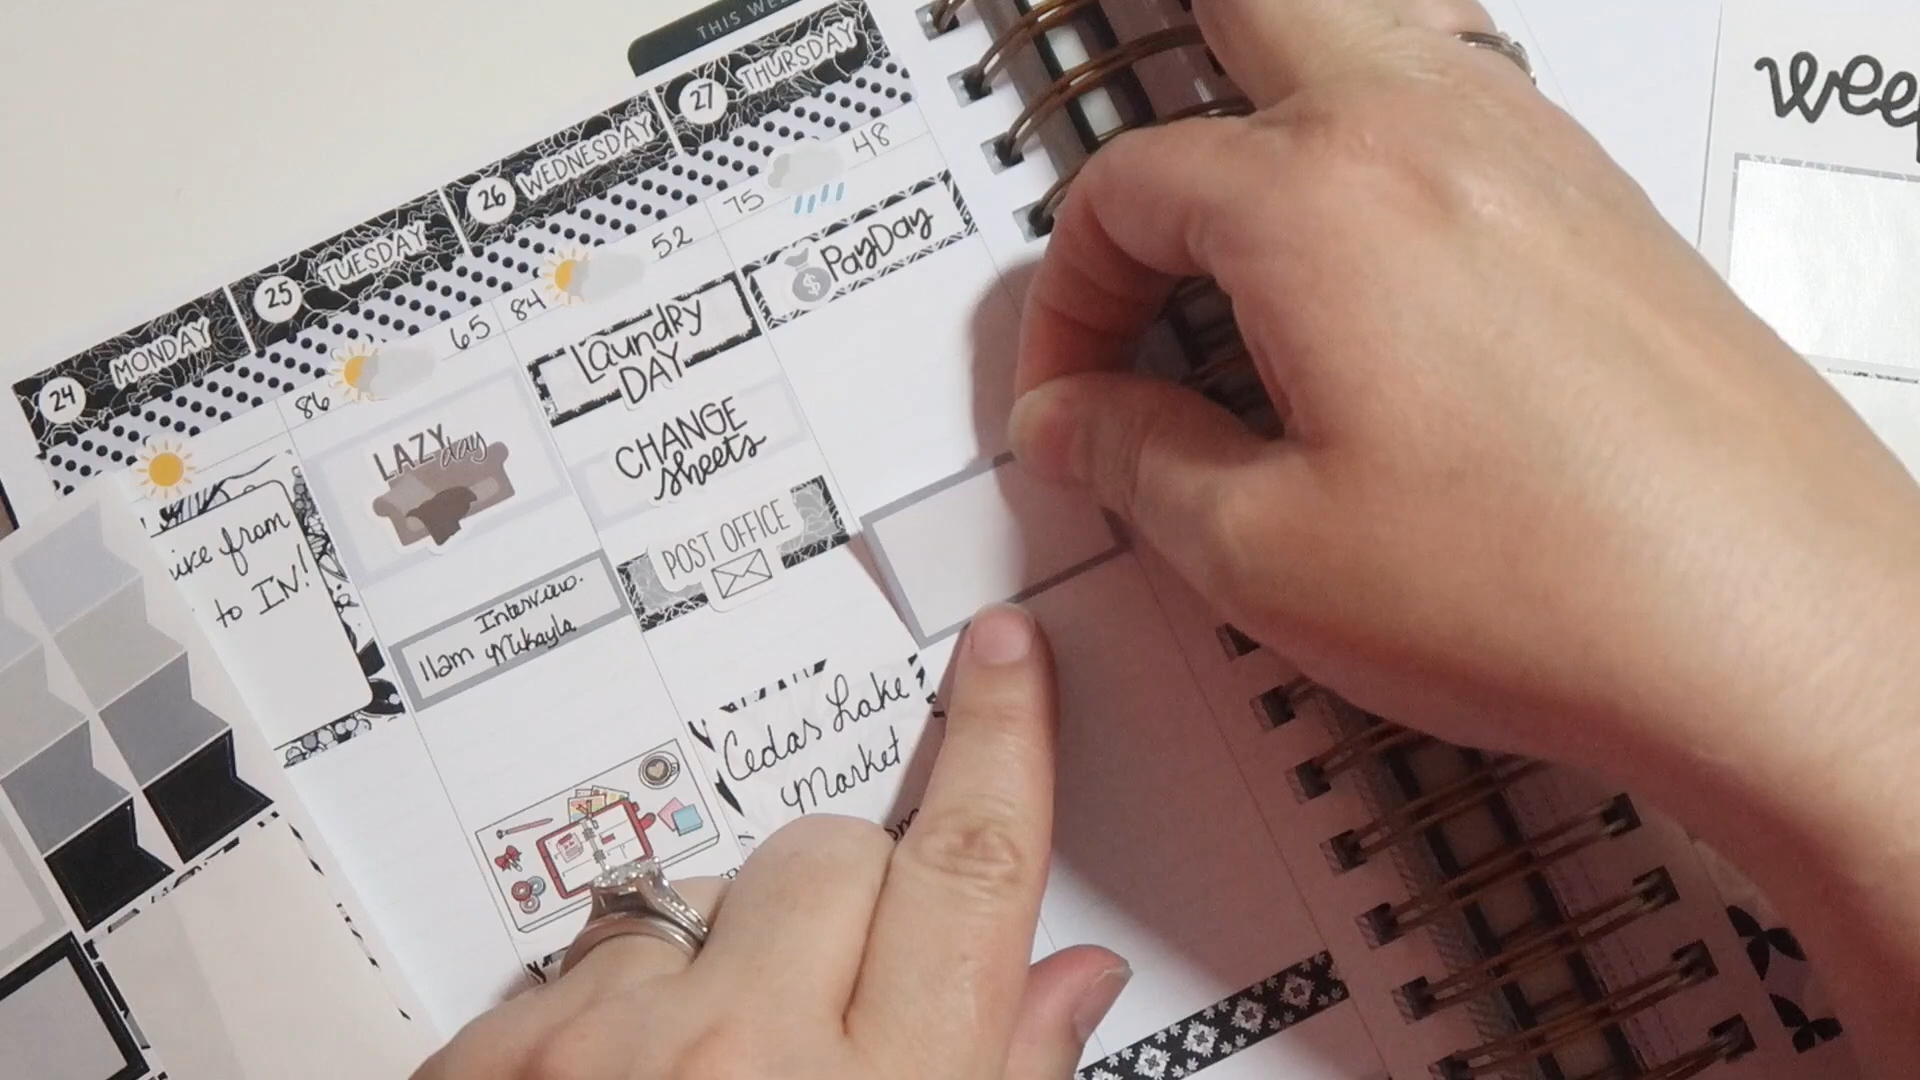 THIS WEE
24 MONDAY
25 TUESDAY
26 WEDNESDAY
27 THURSDAY
86 65
84 52
75 48
from
to IN!
LAZY day
Interview
11am Mikayla
Laundry
DAY
CHANGE
sheets
POST OFFICE
Cedar Lake
Market
PayDay
$
wee